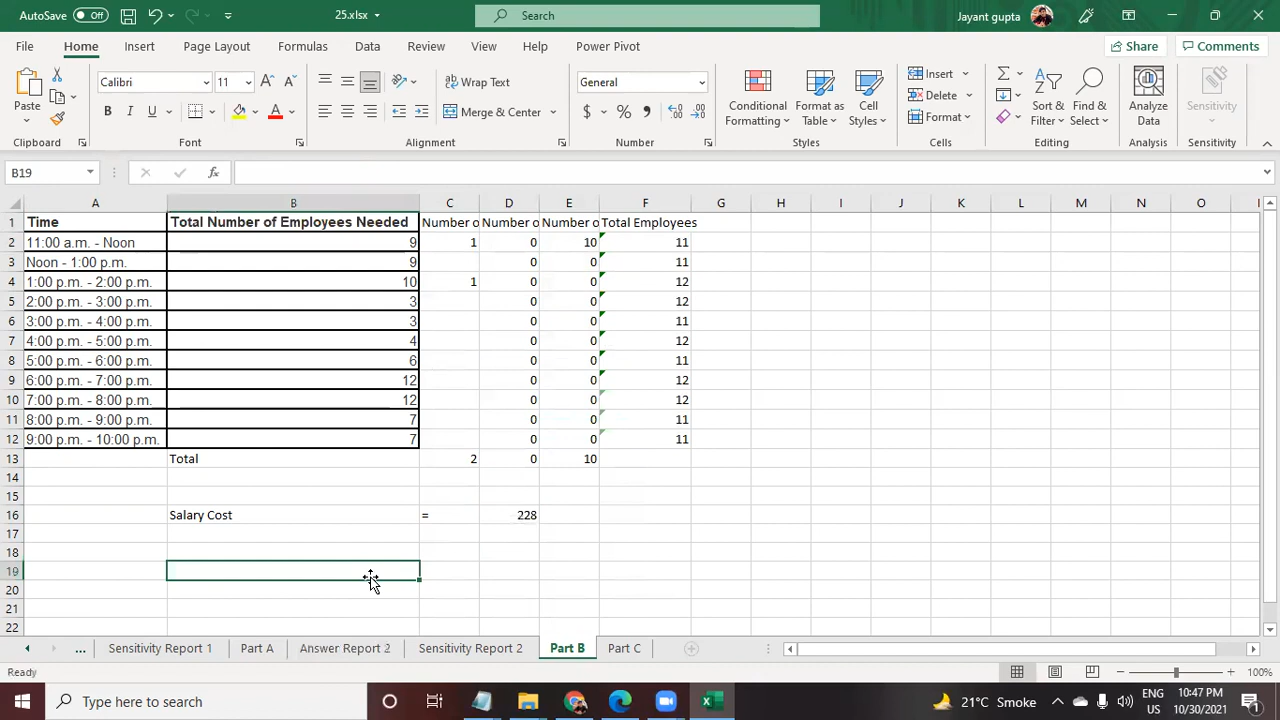 AutoSave Off 25.xlsx Search Jayant gupta
File Home Insert Page Layout Formulas Data Review View Help Power Pivot Share Comments
Paste Calibri 11 A A Wrap Text General Conditional Formatting Format as Table Cell Styles Insert Delete Format Sort & Filter Find & Select Analyze Data Sensitivity
B I U A Merge & Center $ %
Clipboard Font Alignment Number Styles Cells Editing Analysis Sensitivity
B19 fx
A B C D E F G H I J K L M N O
1 Time Total Number of Employees Needed Number o Number o Number o Total Employees
2 11:00 a.m. - Noon 9 1 0 10 11
3 Noon - 1:00 p.m. 9 0 0 11
4 1:00 p.m. - 2:00 p.m. 10 1 0 0 12
5 2:00 p.m. - 3:00 p.m. 3 0 0 12
6 3:00 p.m. - 4:00 p.m. 3 0 0 11
7 4:00 p.m. - 5:00 p.m. 4 0 0 12
8 5:00 p.m. - 6:00 p.m. 6 0 0 11
9 6:00 p.m. - 7:00 p.m. 12 0 0 12
10 7:00 p.m. - 8:00 p.m. 12 0 0 12
11 8:00 p.m. - 9:00 p.m. 7 0 0 11
12 9:00 p.m. - 10:00 p.m. 7 0 0 11
13 Total 2 0 10
14
15
16 Salary Cost = 228
17
18
19
20
21
22
... Sensitivity Report 1 Part A Answer Report 2 Sensitivity Report 2 Part B Part C
Ready 100%
Type here to search 21°C Smoke ENG US 10:47 PM 10/30/2021 1